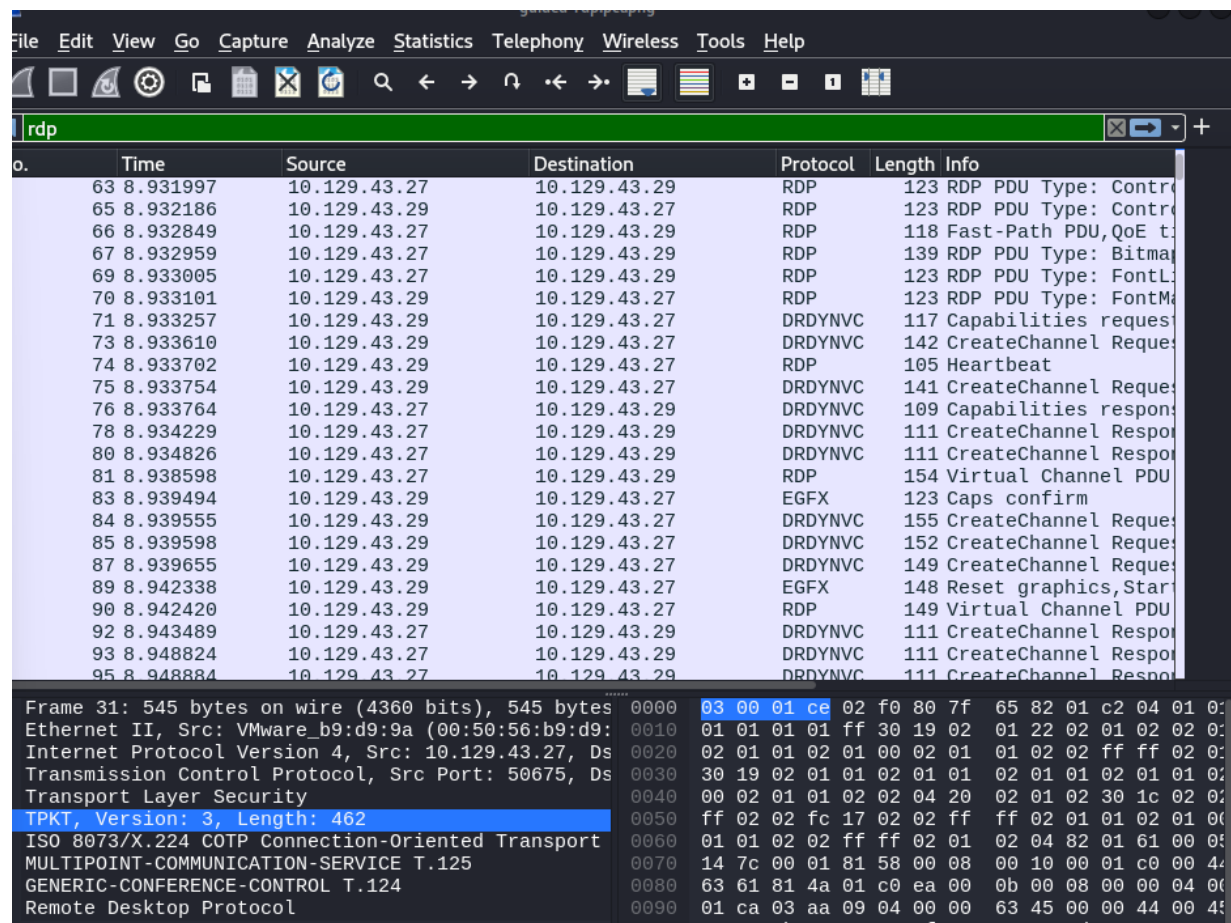 File Edit View Go Capture Analyze Statistics Telephony Wireless Tools Help
rdp
Time Source Destination Protocol Length Info
63 8.931997 10.129.43.27 10.129.43.29 RDP 123 RDP PDU Type:
65 8.932186 10.129.43.29 10.129.43.27 RDP 123 RDP PDU Type:
66 8.932849 10.129.43.27 10.129.43.29 RDP 118 Fast-Path PDU,QoE
67 8.932959 10.129.43.27 10.129.43.29 RDP 139 RDP PDU Type:
69 8.933005 10.129.43.27 10.129.43.29 RDP 123 RDP PDU Type:
70 8.933101 10.129.43.29 10.129.43.27 RDP 123 RDP PDU Type:
71 8.933257 10.129.43.29 10.129.43.27 DRDYNVC 117 Capabilities request
73 8.933610 10.129.43.29 10.129.43.27 DRDYNVC 142 CreateChannel
74 8.933702 10.129.43.29 10.129.43.27 RDP 105 Heartbeat
75 8.933754 10.129.43.29 10.129.43.27 DRDYNVC 141 CreateChannel
76 8.933764 10.129.43.27 10.129.43.29 DRDYNVC 109 Capabilities
78 8.934229 10.129.43.27 10.129.43.29 DRDYNVC 111 CreateChannel
80 8.934826 10.129.43.27 10.129.43.29 DRDYNVC 111 CreateChannel
81 8.938598 10.129.43.27 10.129.43.29 RDP 154 Virtual Channel PDU
83 8.939494 10.129.43.29 10.129.43.27 EGFX 123 Caps confirm
84 8.939555 10.129.43.29 10.129.43.27 DRDYNVC 155 CreateChannel
85 8.939598 10.129.43.29 10.129.43.27 DRDYNVC 152 CreateChannel
87 8.939655 10.129.43.29 10.129.43.27 DRDYNVC 149 CreateChannel
89 8.942338 10.129.43.29 10.129.43.27 EGFX 148 Reset graphics,
90 8.942420 10.129.43.29 10.129.43.27 RDP 149 Virtual Channel PDU
92 8.943489 10.129.43.27 10.129.43.29 DRDYNVC 111 CreateChannel
93 8.948824 10.129.43.27 10.129.43.29 DRDYNVC 111 CreateChannel
95 8.948884 10.129.43.27 10.129.43.29 DRDYNVC 111 CreateChannel
Frame 31: 545 bytes on wire (4360 bits), 545 bytes 0000 03 00 01 ce 02 f0 80 7f 65 82 01 c2 04 01
Ethernet II, Src: VMware_b9:d9:9a (00:50:56:b9:d9: 0010 01 01 01 01 ff 30 19 02 01 22 02 01 02 02
Internet Protocol Version 4, Src: 10.129.43.27, 0020 02 01 01 02 01 00 02 01 01 02 02 ff ff 02
Transmission Control Protocol, Src Port: 50675, 0030 30 19 02 01 01 02 01 01 02 01 01 02 01 01
Transport Layer Security 0040 00 02 01 01 02 02 04 20 02 01 02 30 1c 02
TPKT, Version: 3, Length: 462 0050 ff 02 02 fc 17 02 02 ff ff 02 01 01 02 01
ISO 8073/X.224 COTP Connection-Oriented Transport 0060 01 01 02 02 ff ff 02 01 02 04 82 01 61 00
MULTIPOINT-COMMUNICATION-SERVICE T.125 0070 14 7c 00 01 81 58 00 08 00 10 00 01 c0 00
GENERIC-CONFERENCE-CONTROL T.124 0080 63 61 81 4a 01 c0 ea 00 0b 00 08 00 00 04
Remote Desktop Protocol 0090 01 ca 03 aa 09 04 00 00 63 45 00 00 44 00